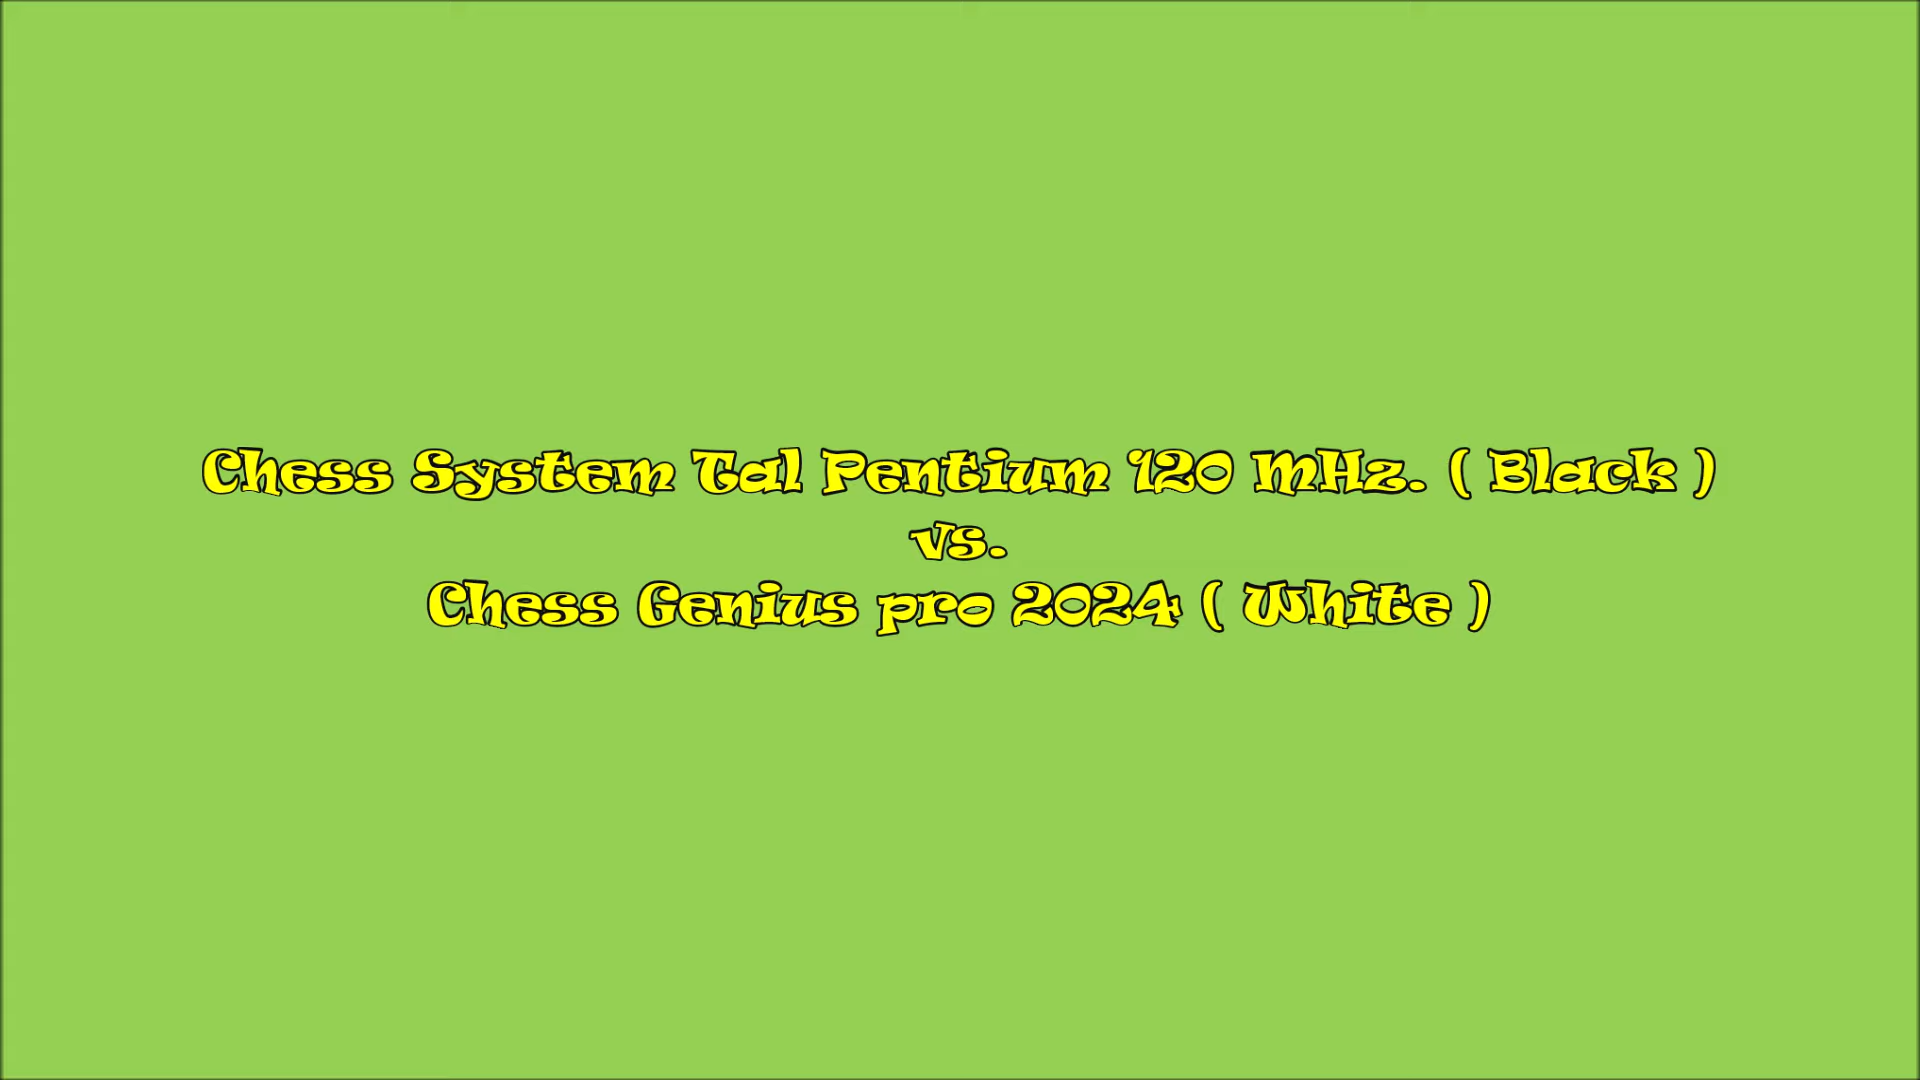 Chess System Tal Pentium 120 MHz. ( Black )
vs.
Chess Genius pro 2024 ( White )